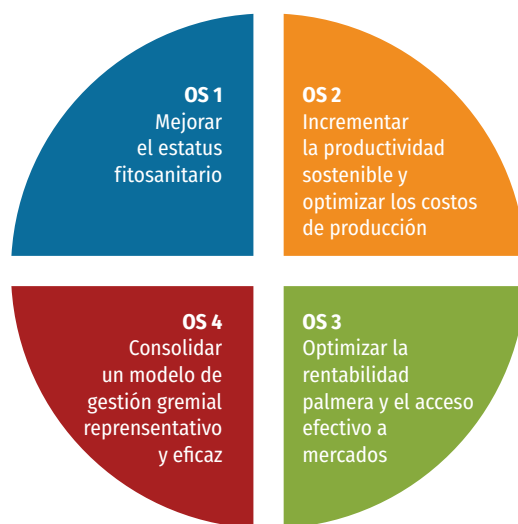 OS 1
Mejorar
el estatus
fitosanitario
OS 2
Incrementar
la productividad
sostenible y
optimizar los costos
de producción
OS 4
Consolidar
un modelo de
gestión gremial
reprensentativo
y eficaz
OS 3
Optimizar la
rentabilidad
palmera y el acceso
efectivo a
mercados